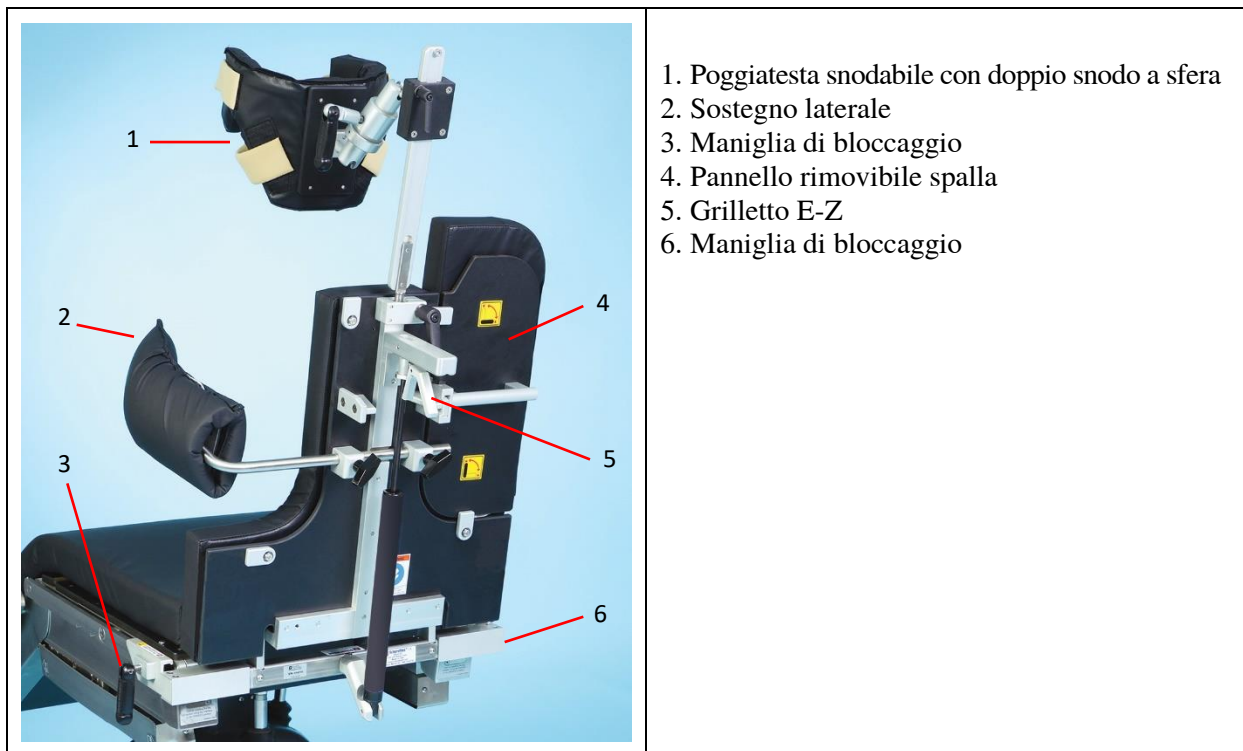 1
2
3
4
5
6
1. Poggiatesta snodabile con doppio snodo a sfera
2. Sostegno laterale
3. Maniglia di bloccaggio
4. Pannello rimovibile spalla
5. Grilletto E-Z
6. Maniglia di bloccaggio